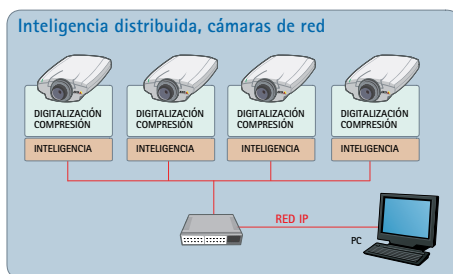 Inteligencia distribuida, cámaras de red
DIGITALIZACIÓN DIGITALIZACIÓN DIGITALIZACIÓN DIGITALIZACIÓN
COMPRESIÓN COMPRESIÓN COMPRESIÓN COMPRESIÓN
INTELIGENCIA INTELIGENCIA INTELIGENCIA INTELIGENCIA
RED IP
PC